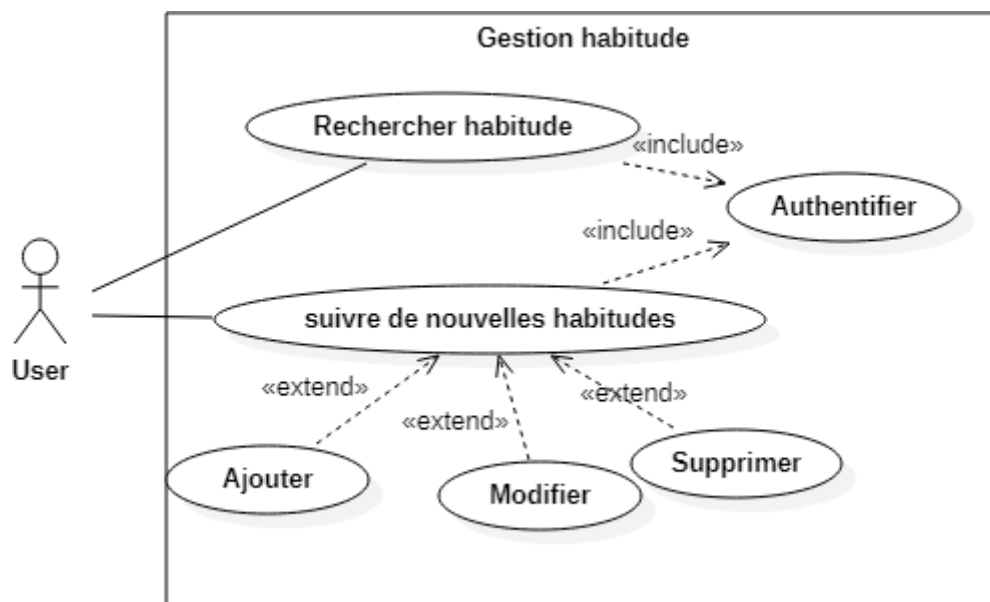 Gestion habitude
Rechercher habitude
«include»
Authentifier
«include»
suivre de nouvelles habitudes
User
«extend»
«extend»
«extend»
Ajouter
Modifier
Supprimer